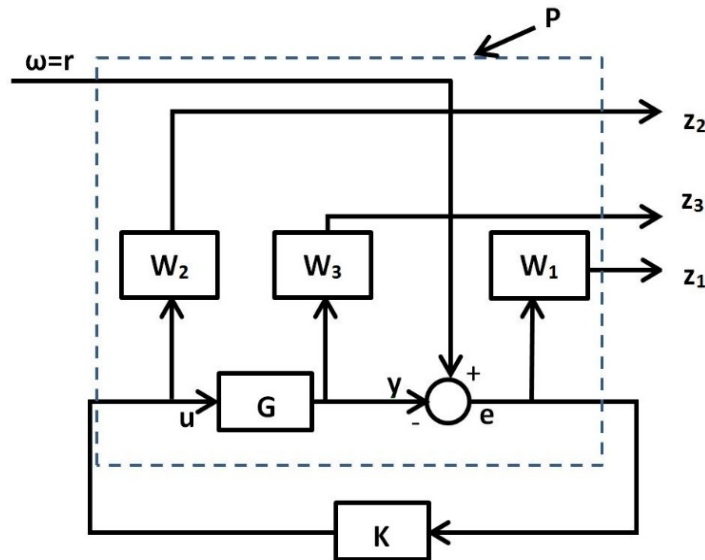 P
ω=r
z₂
z₃
W₂
W₃
W₁
z₁
+
y
u
G
-
e
K